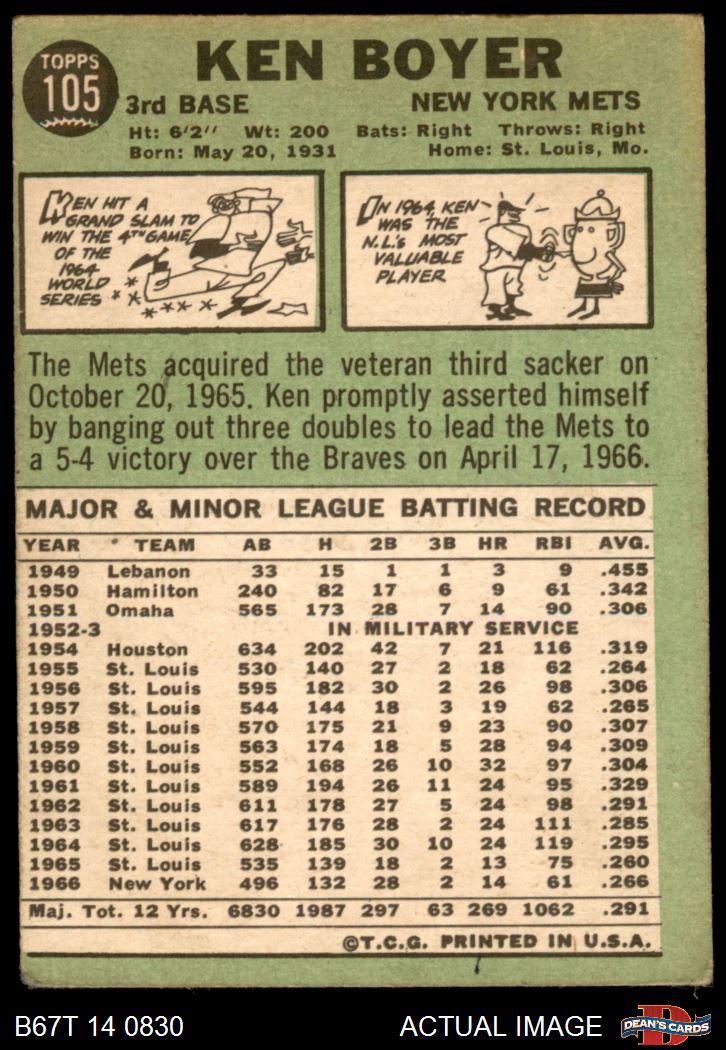 TOPPS
105
KEN BOYER
3rd BASE NEW YORK METS
Ht: 6'2" Wt: 200 Bats: Right Throws: Right
Born: May 20, 1931 Home: St. Louis, Mo.
KEN HIT A
GRAND SLAM TO
WIN THE 4TH GAME
OF THE
1964
WORLD
SERIES
IN 1964, KEN
WAS THE
N.L.'s MOST
VALUABLE
PLAYER
The Mets acquired the veteran third sacker on
October 20, 1965. Ken promptly asserted himself
by banging out three doubles to lead the Mets to
a 5-4 victory over the Braves on April 17, 1966.
MAJOR & MINOR LEAGUE BATTING RECORD
YEAR TEAM AB H 2B 3B HR RBI AVG.
1949 Lebanon 33 15 1 1 3 9 .455
1950 Hamilton 240 82 17 6 9 61 .342
1951 Omaha 565 173 28 7 14 90 .306
1952-3 IN MILITARY SERVICE
1954 Houston 634 202 42 7 21 116 .319
1955 St. Louis 530 140 27 2 18 62 .264
1956 St. Louis 595 182 30 2 26 98 .306
1957 St. Louis 544 144 18 3 19 62 .265
1958 St. Louis 570 175 21 9 23 90 .307
1959 St. Louis 563 174 18 5 28 94 .309
1960 St. Louis 552 168 26 10 32 97 .304
1961 St. Louis 589 194 26 11 24 95 .329
1962 St. Louis 611 178 27 5 24 98 .291
1963 St. Louis 617 176 28 2 24 111 .285
1964 St. Louis 628 185 30 10 24 119 .295
1965 St. Louis 535 139 18 2 13 75 .260
1966 New York 496 132 28 2 14 61 .266
Maj. Tot. 12 Yrs. 6830 1987 297 63 269 1062 .291
©T.C.G. PRINTED IN U.S.A.
B67T 14 0830 ACTUAL IMAGE
D
DEAN'S CARDS